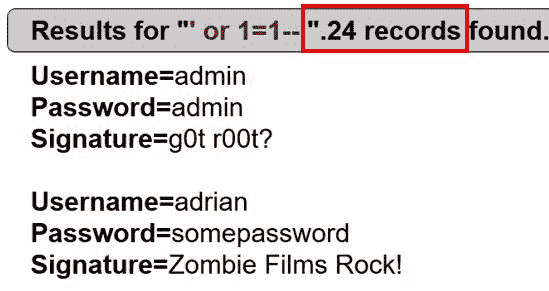 Results for "' or 1=1-- ".24 records found.
Username=admin
Password=admin
Signature=g0t r00t?
Username=adrian
Password=somepassword
Signature=Zombie Films Rock!